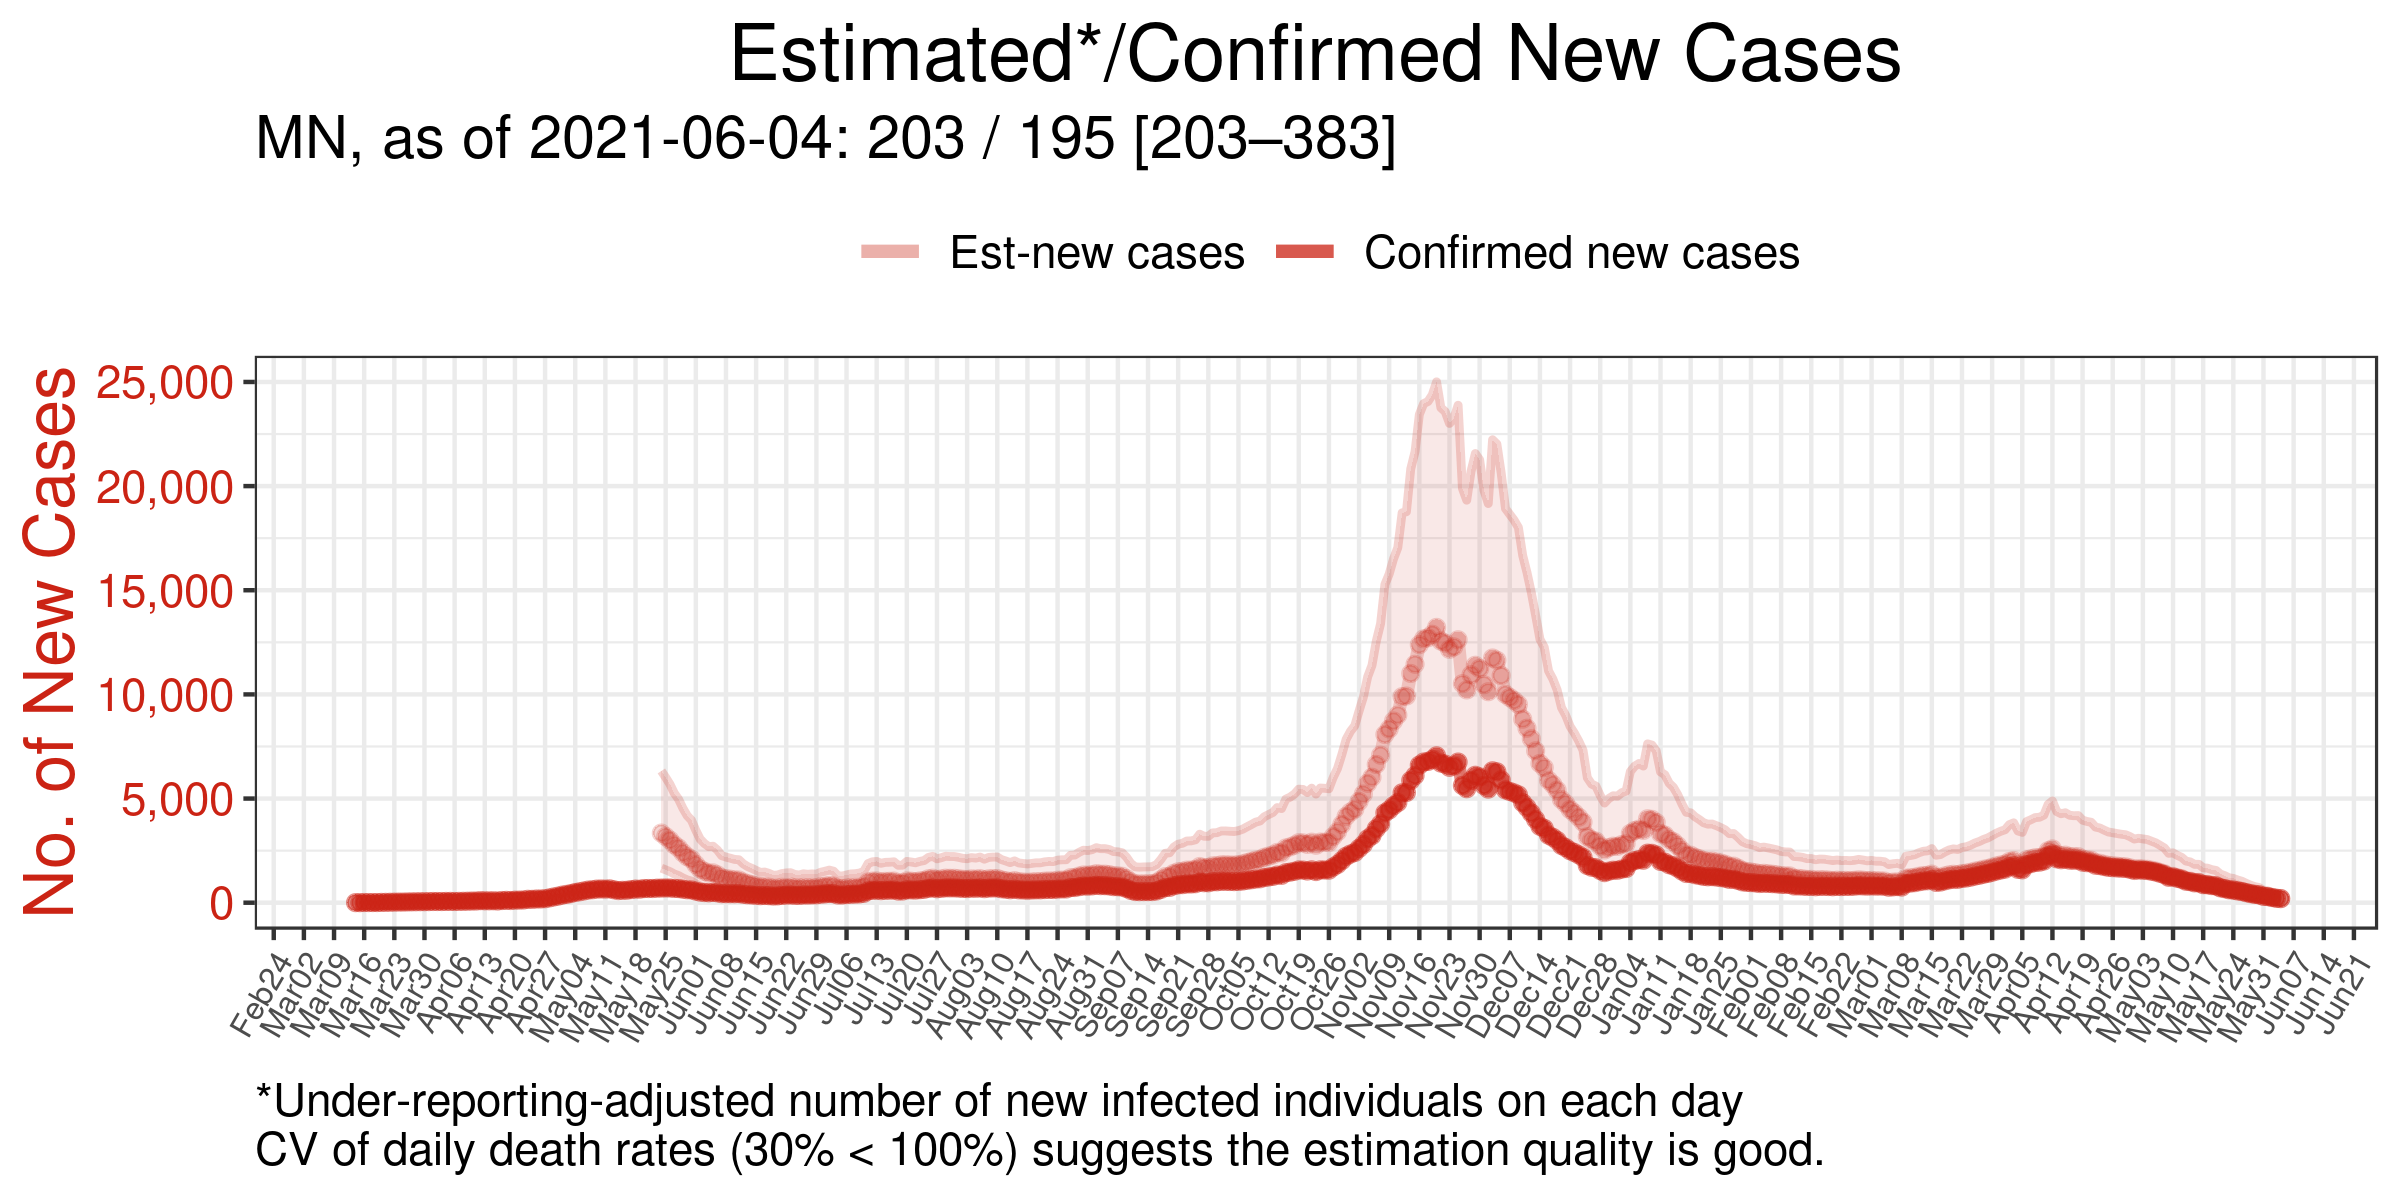 Estimated*/Confirmed New Cases
MN, as of 2021-06-04: 203 / 195 [203–383]
Est-new cases
Confirmed new cases
No. of New Cases
25,000
20,000
15,000
10,000
5,000
0
Feb24
Mar02
Mar09
Mar16
Mar23
Mar30
Apr06
Apr13
Apr20
Apr27
May04
May11
May18
May25
Jun01
Jun08
Jun15
Jun22
Jun29
Jul06
Jul13
Jul20
Jul27
Aug03
Aug10
Aug17
Aug24
Aug31
Sep07
Sep14
Sep21
Sep28
Oct05
Oct12
Oct19
Oct26
Nov02
Nov09
Nov16
Nov23
Nov30
Dec07
Dec14
Dec21
Dec28
Jan04
Jan11
Jan18
Jan25
Feb01
Feb08
Feb15
Feb22
Mar01
Mar08
Mar15
Mar22
Mar29
Apr05
Apr12
Apr19
Apr26
May03
May10
May17
May24
May31
Jun07
Jun14
Jun21
*Under-reporting-adjusted number of new infected individuals on each day
CV of daily death rates (30% < 100%) suggests the estimation quality is good.